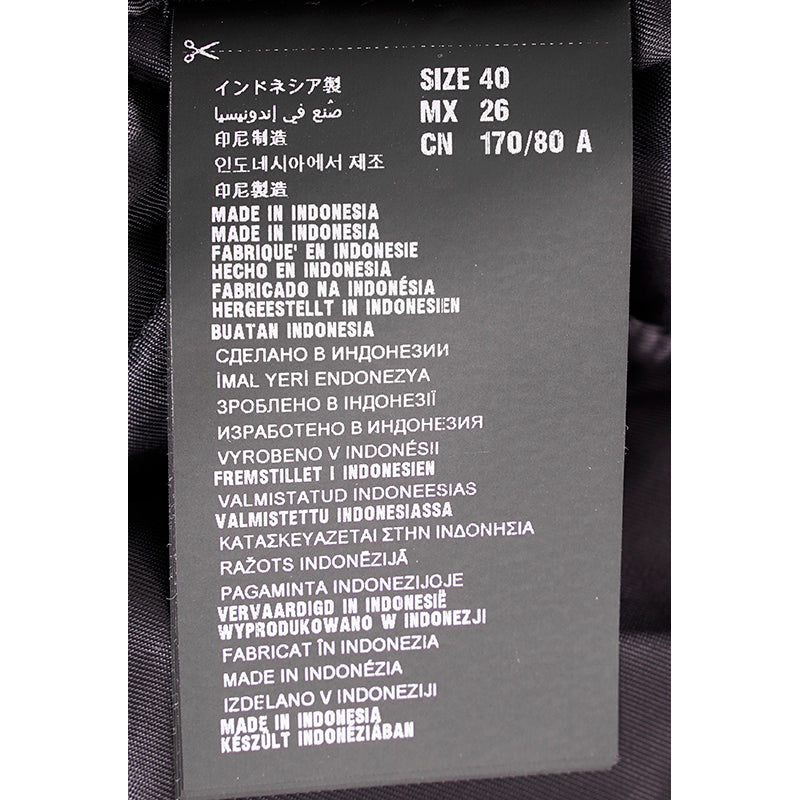 インドネシア製
صُنع في إندونيسيا
印尼制造
인도네시아에서 제조
印尼製造
SIZE 40
MX 26
CN 170/80 A
MADE IN INDONESIA
MADE IN INDONESIA
FABRIQUE' EN INDONESIE
HECHO EN INDONESIA
FABRICADO NA INDONÉSIA
HERGEESTELLT IN INDONESIEN
BUATAN INDONESIA
СДЕЛАНО В ИНДОНЕЗИИ
İMAL YERİ ENDONEZYA
ЗРОБЛЕНО В ІНДОНЕЗІЇ
ИЗРАБОТЕНО В ИНДОНЕЗИЯ
VYROBENO V INDONÉSII
FREMSTILLET I INDONESIEN
VALMISTATUD INDONEESIAS
VALMISTETTU INDONESIASSA
ΚΑΤΑΣΚΕΥΑΖΕΤΑΙ ΣΤΗΝ ΙΝΔΟΝΗΣΙΑ
RAŽOTS INDONĒZIJĀ
PAGAMINTA INDONEZIJOJE
VERVAARDIGD IN INDONESIË
WYPRODUKOWANO W INDONEZJI
FABRICAT ÎN INDONEZIA
MADE IN INDONÉZIA
IZDELANO V INDONEZIJI
MADE IN INDONESIA
KÉSZÜLT INDONÉZIÁBAN